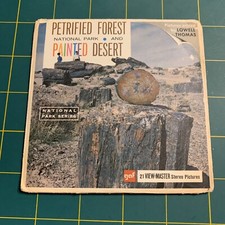 PETRIFIED FOREST
NATIONAL PARK • AND
PAINTED DESERT
LOWELL
THOMAS
NATIONAL
PARK SERIES
gaf
21 VIEW-MASTER Stereo Pictures